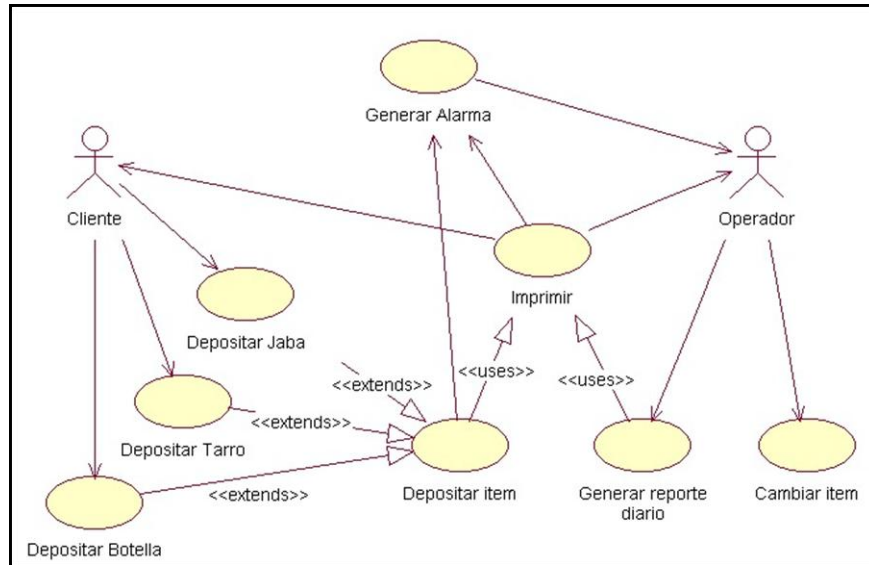 Generar Alarma
Cliente
Operador
Imprimir
Depositar Jaba
<<extends>>
<<uses>>
<<uses>>
Depositar Tarro
<<extends>>
Depositar item
Generar reporte
diario
Cambiar item
<<extends>>
Depositar Botella